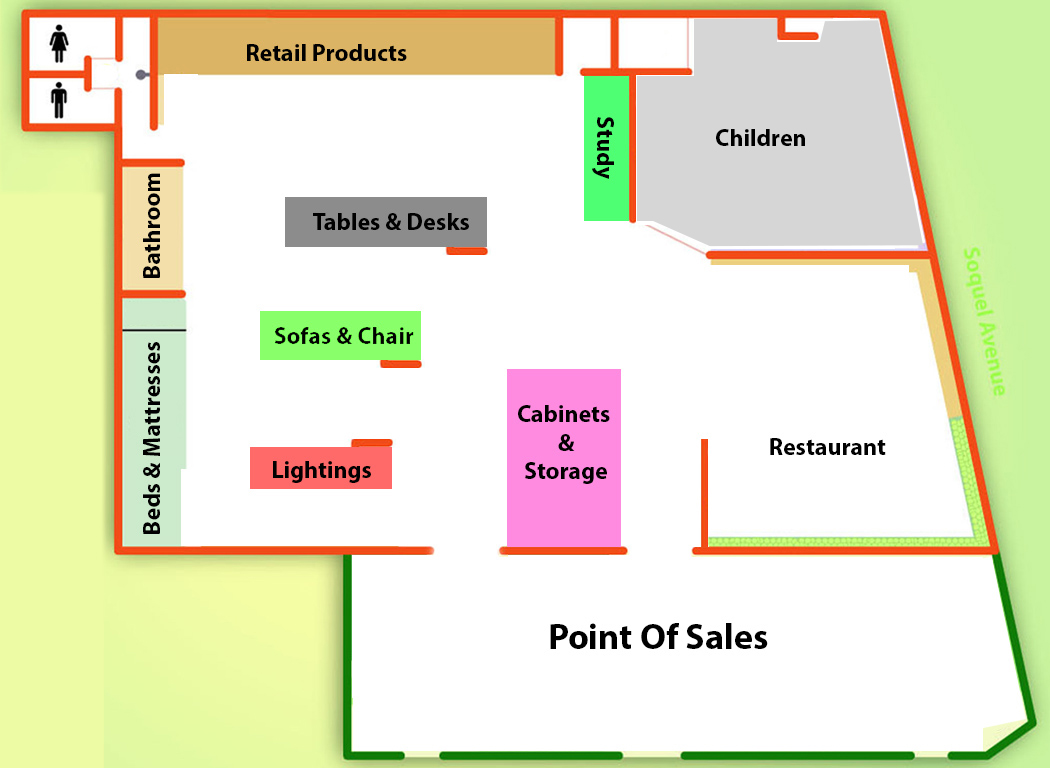 Retail Products
Study
Children
Bathroom
Tables & Desks
Soquel Avenue
Sofas & Chair
Beds & Mattresses
Cabinets
&
Storage
Restaurant
Lightings
Point Of Sales